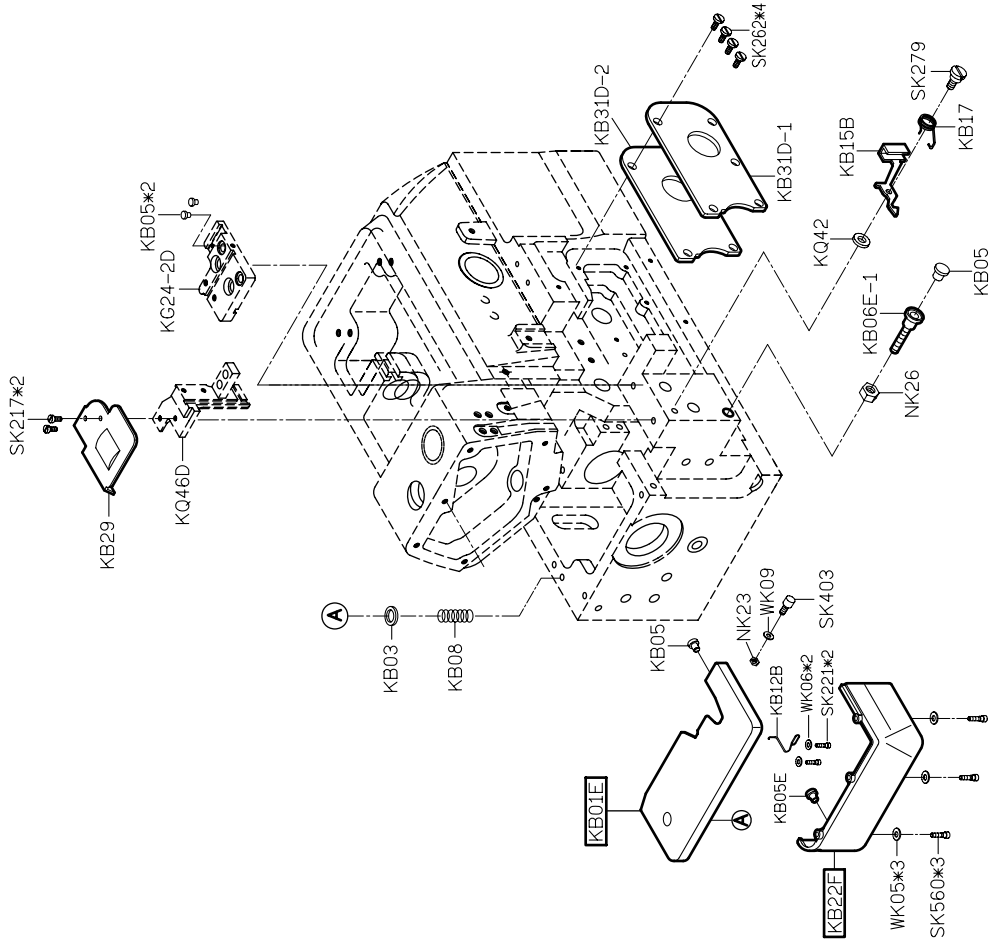 SK217*2
KB29
KQ46D
KG24-2D
KB05*2
SK262*4
KB31D-2
KB31D-1
SK279
KB17
KB15B
KQ42
KB05
KB06E-1
NK26
A
KB03
KB08
KB05
NK23
WK09
SK403
KB12B
WK06*2
SK221*2
KB01E
A
KB05E
KB22F
WK05*3
SK560*3